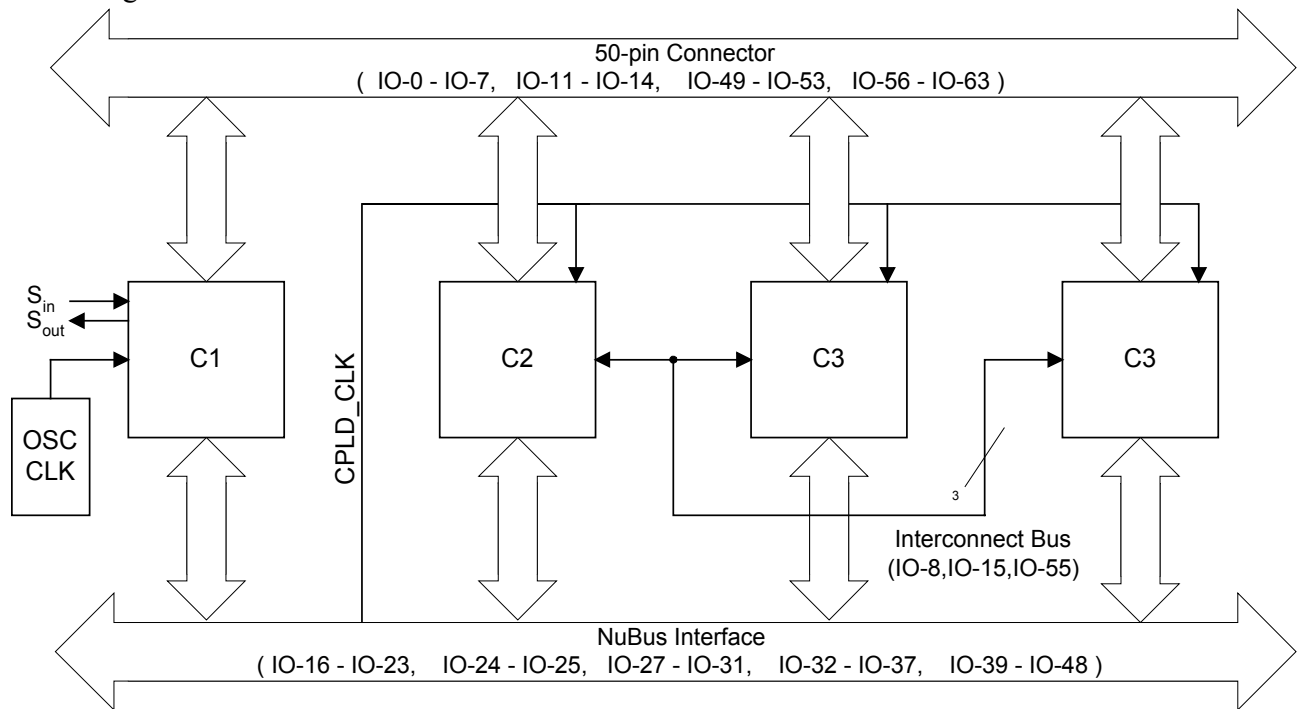 50-pin Connector
( IO-0 - IO-7, IO-11 - IO-14, IO-49 - IO-53, IO-56 - IO-63 )
S in
S out
C1
C2
C3
C3
OSC
CLK
CPLD_CLK
3
Interconnect Bus
(IO-8,IO-15,IO-55)
NuBus Interface
( IO-16 - IO-23, IO-24 - IO-25, IO-27 - IO-31, IO-32 - IO-37, IO-39 - IO-48 )